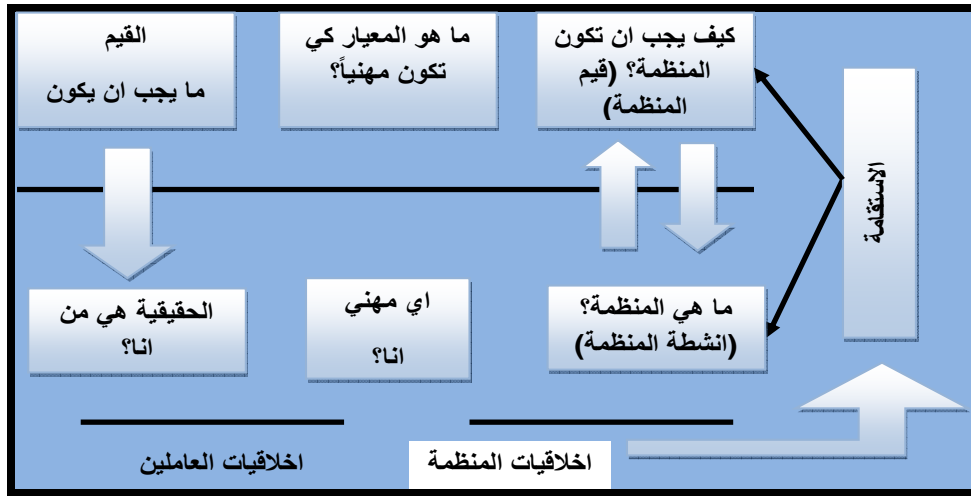 كيف يجب ان تكون
المنظمة؟ (قيم
المنظمة)
ما هو المعيار كي
تكون مهنياً؟
القيم
ما يجب ان يكون
الاستقامة
ما هي المنظمة؟
(انشطة المنظمة)
اي مهني
انا؟
الحقيقية هي من
انا؟
اخلاقيات المنظمة
اخلاقيات العاملين